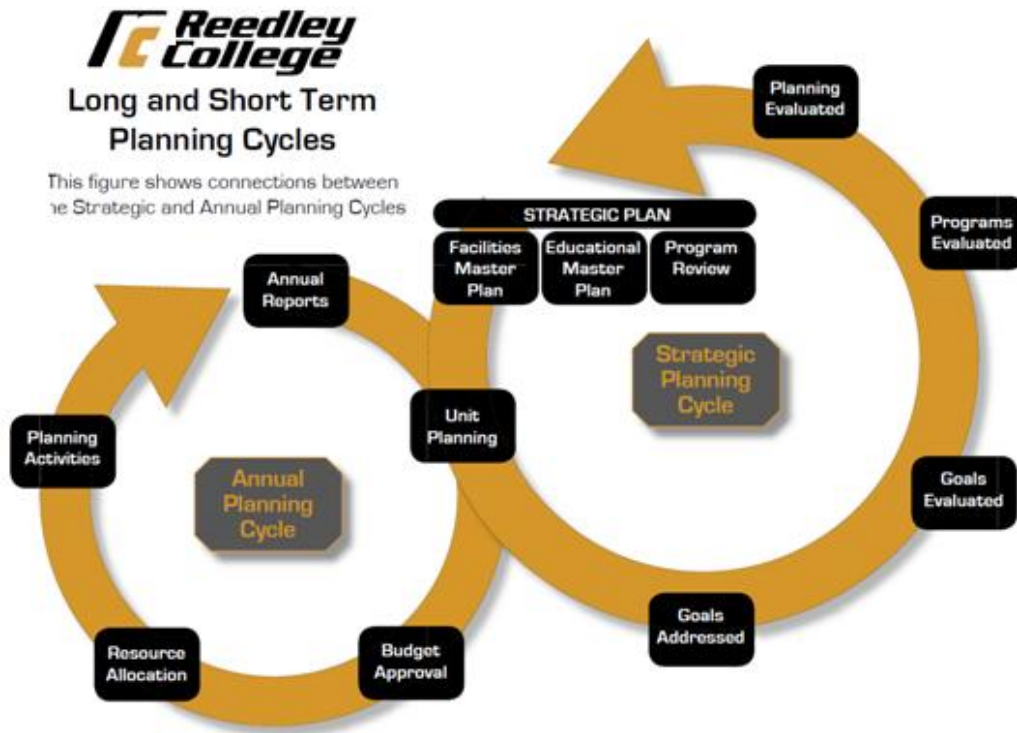 Reedley
College
Long and Short Term
Planning Cycles
This figure shows connections between
he Strategic and Annual Planning Cycles
Planning
Evaluated
Programs
Evaluated
STRATEGIC PLAN
Facilities
Master
Plan
Educational
Master
Plan
Program
Review
Annual
Reports
Strategic
Planning
Cycle
Unit
Planning
Planning
Activities
Annual
Planning
Cycle
Goals
Evaluated
Goals
Addressed
Resource
Allocation
Budget
Approval